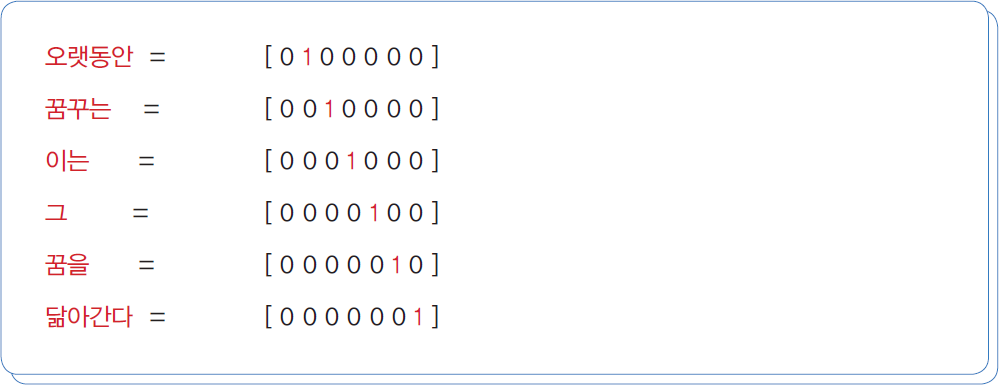 오랫동안 = [ 0 1 0 0 0 0 0 ]
꿈꾸는 = [ 0 0 1 0 0 0 0 ]
이는 = [ 0 0 0 1 0 0 0 ]
그 = [ 0 0 0 0 1 0 0 ]
꿈을 = [ 0 0 0 0 0 1 0 ]
닮아간다 = [ 0 0 0 0 0 0 1 ]